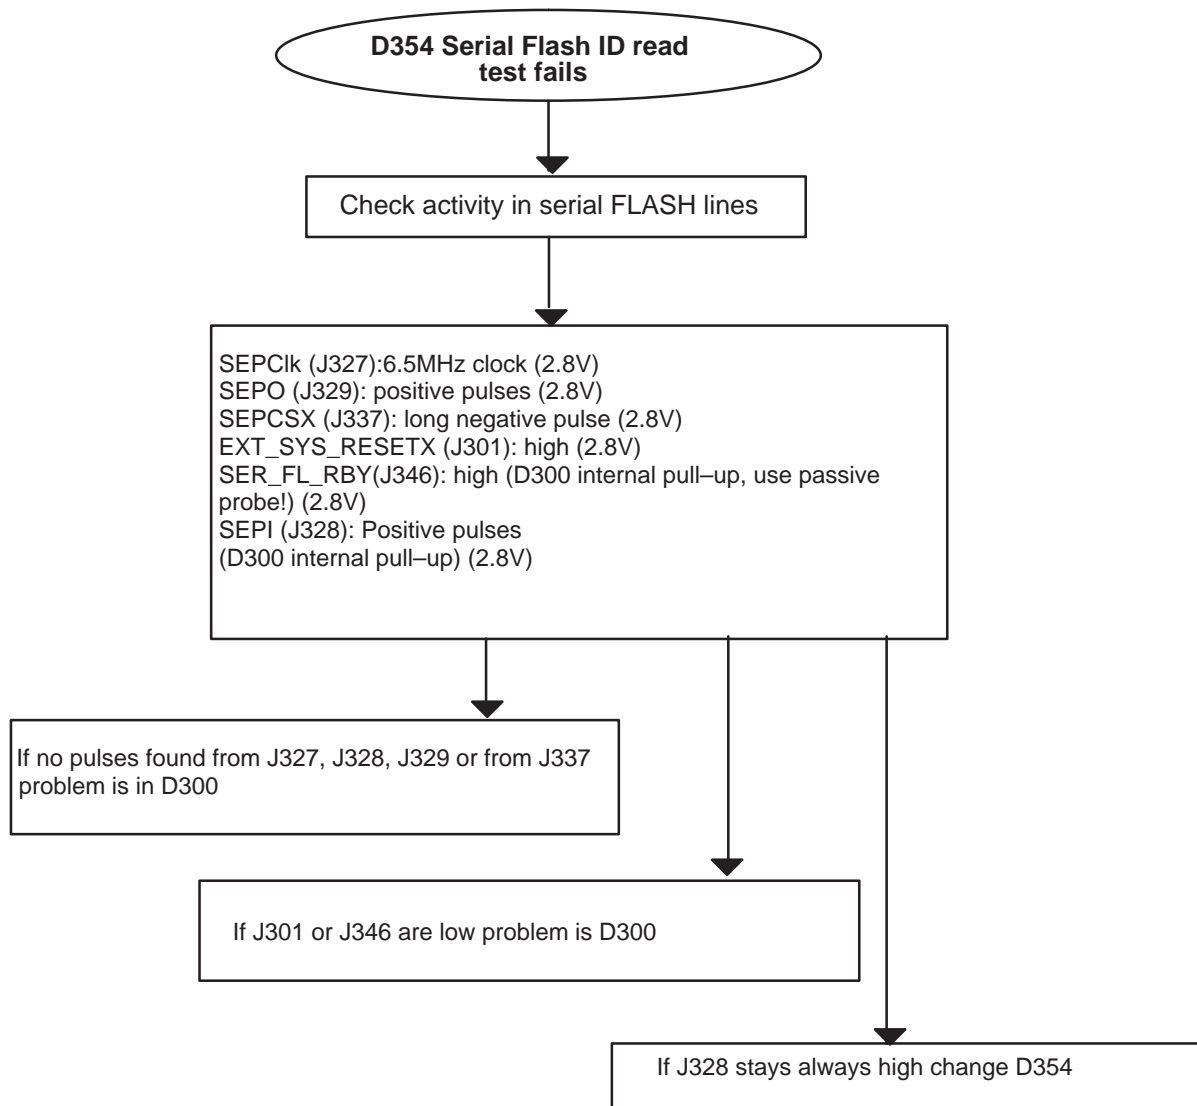 D354 Serial Flash ID read
test fails
Check activity in serial FLASH lines
SEPClk (J327):6.5MHz clock (2.8V)
SEPO (J329): positive pulses (2.8V)
SEPCSX (J337): long negative pulse (2.8V)
EXT_SYS_RESETX (J301): high (2.8V)
SER_FL_RBY(J346): high (D300 internal pull–up, use passive
probe!) (2.8V)
SEPI (J328): Positive pulses
(D300 internal pull–up) (2.8V)
If no pulses found from J327, J328, J329 or from J337
problem is in D300
If J301 or J346 are low problem is D300
If J328 stays always high change D354